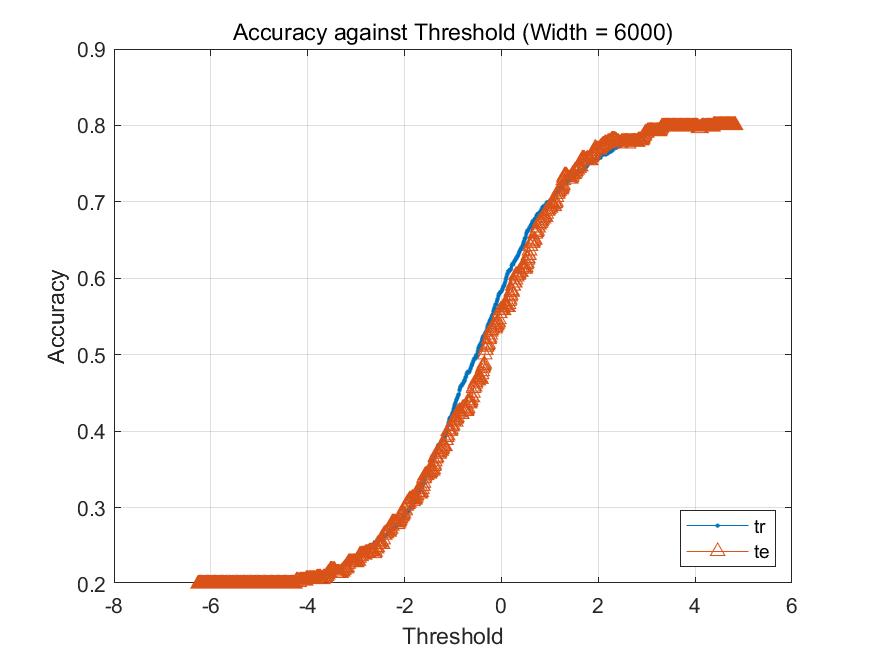 Accuracy against Threshold (Width = 6000)
0.9
0.8
0.7
0.6
0.5
0.4
0.3
0.2
Accuracy
-8 -6 -4 -2 0 2 4 6
Threshold
tr
te